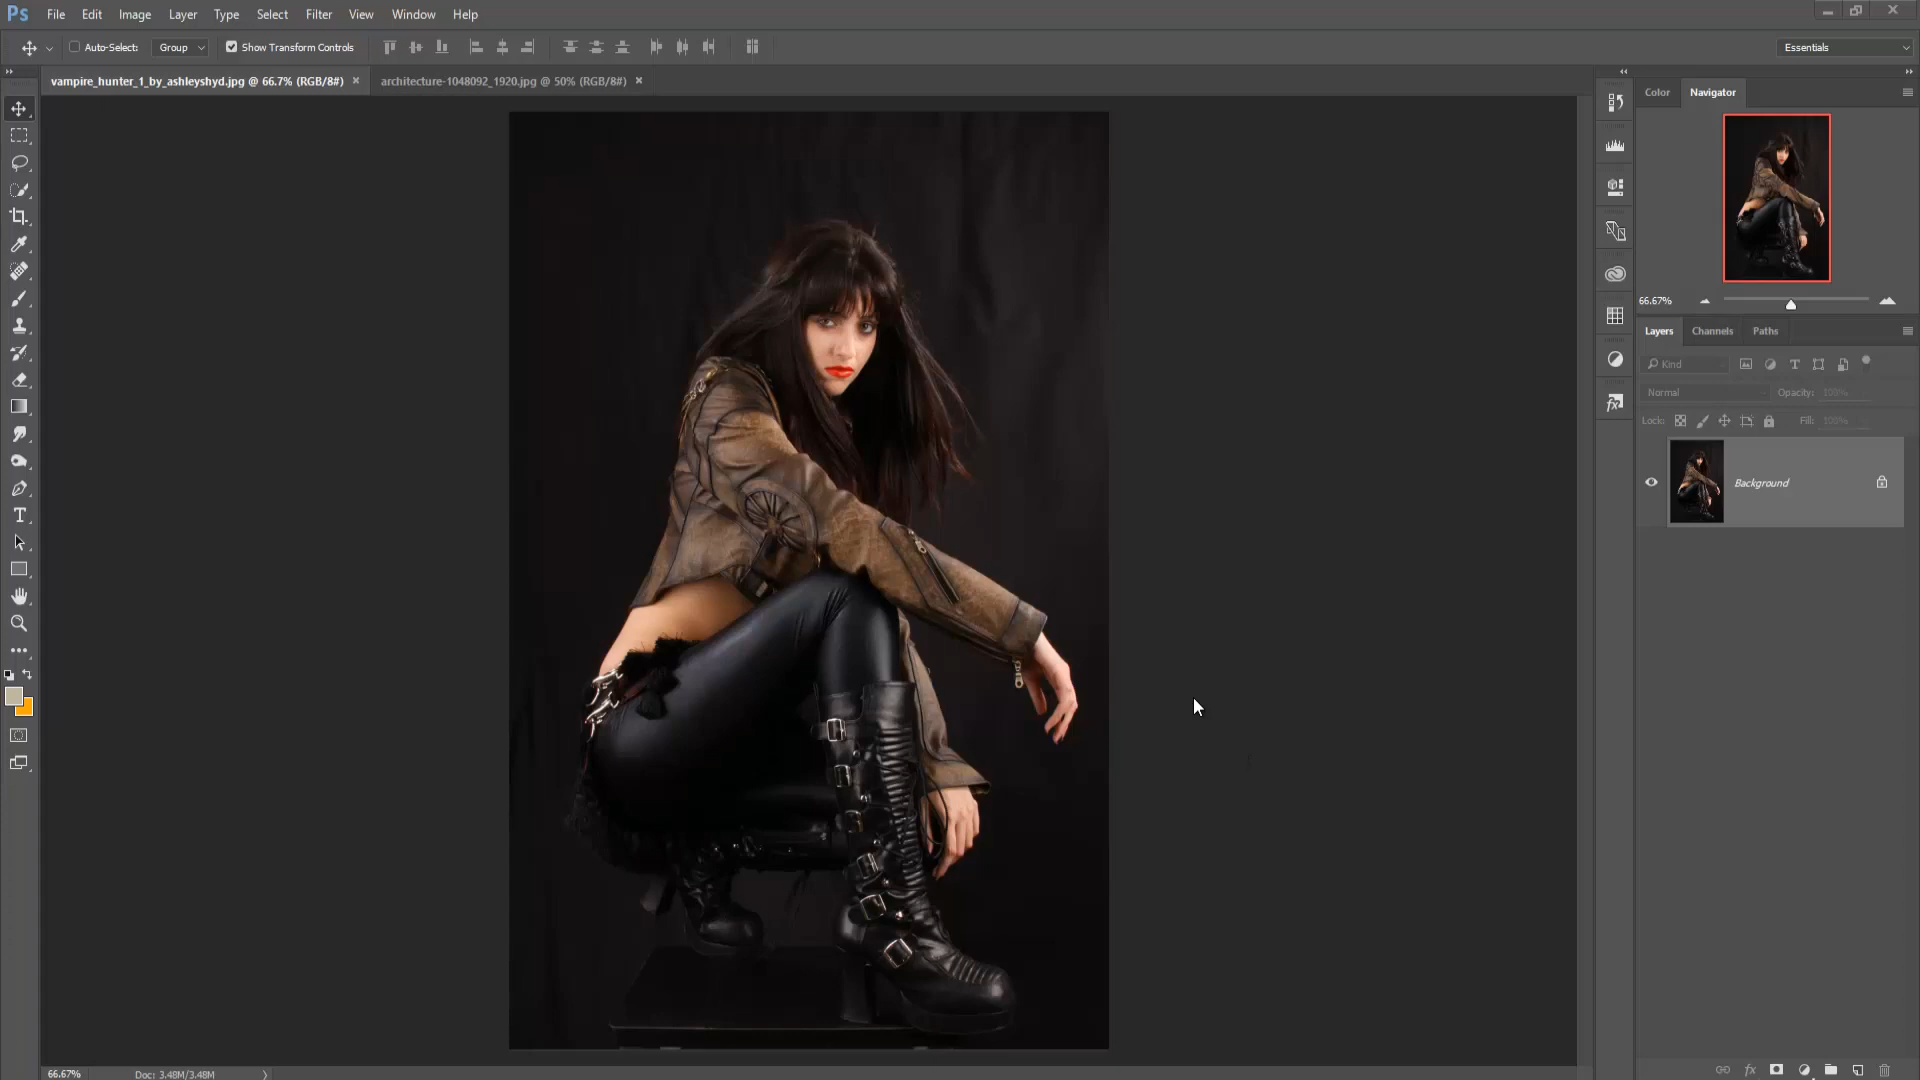 Ps File Edit Image Layer Type Select Filter View Window Help
Auto-Select: Group Show Transform Controls Essentials
vampire_hunter_1_by_ashleyshyd.jpg @ 66.7% (RGB/8#) × architecture-1048092_1920.jpg @ 50% (RGB/8#) ×
Color Navigator
66.67%
Layers Channels Paths
Kind
Normal Opacity: 100%
Lock: Fill: 100%
Background
66.67% Doc: 3.48M/3.48M